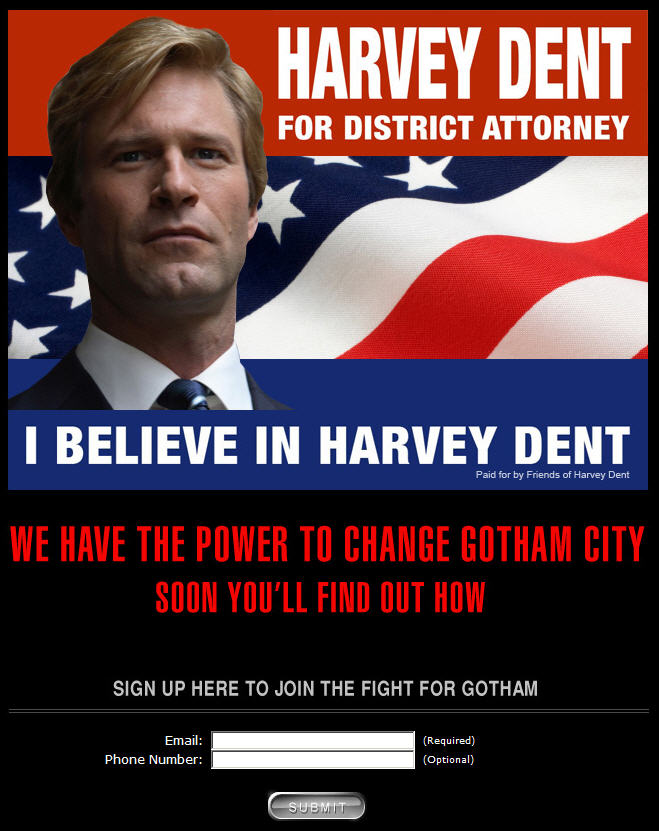 HARVEY DENT
FOR DISTRICT ATTORNEY
I BELIEVE IN HARVEY DENT
Paid for by Friends of Harvey Dent
WE HAVE THE POWER TO CHANGE GOTHAM CITY
SOON YOU'LL FIND OUT HOW
SIGN UP HERE TO JOIN THE FIGHT FOR GOTHAM
Email: (Required)
Phone Number: (Optional)
SUBMIT